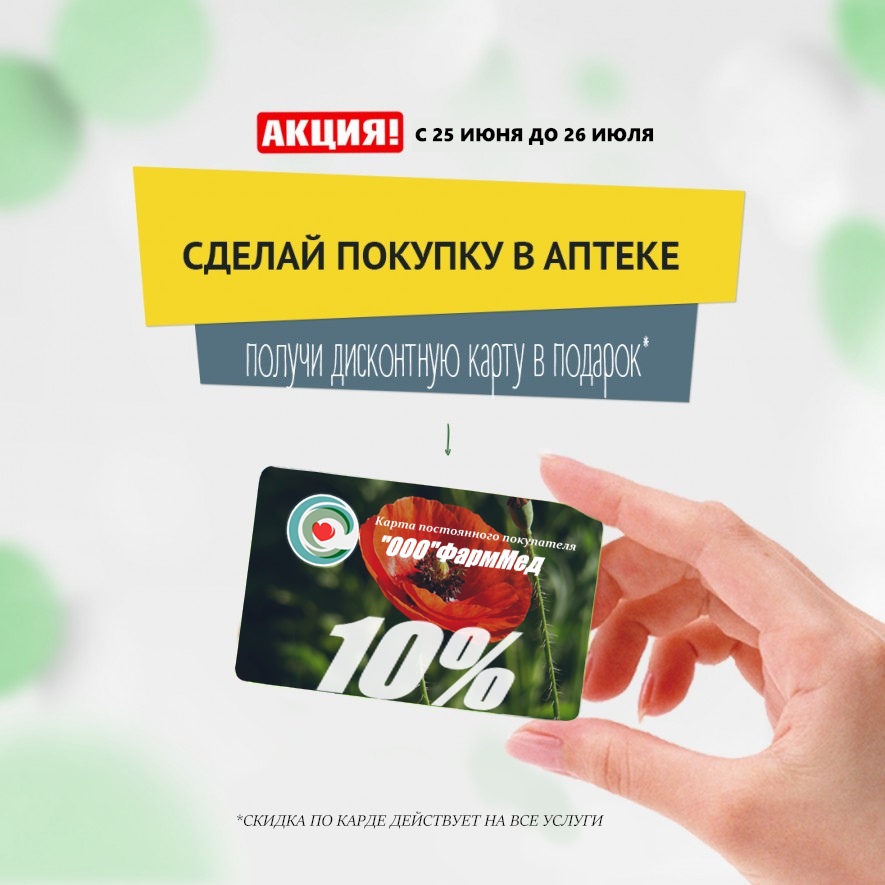 АКЦИЯ! С 25 ИЮНЯ ДО 26 ИЮЛЯ
СДЕЛАЙ ПОКУПКУ В АПТЕКЕ
ПОЛУЧИ ДИСКОНТНУЮ КАРТУ В ПОДАРОК*
Карта постоянного покупателя
"ООО"ФармМед
10%
*СКИДКА ПО КАРДЕ ДЕЙСТВУЕТ НА ВСЕ УСЛУГИ